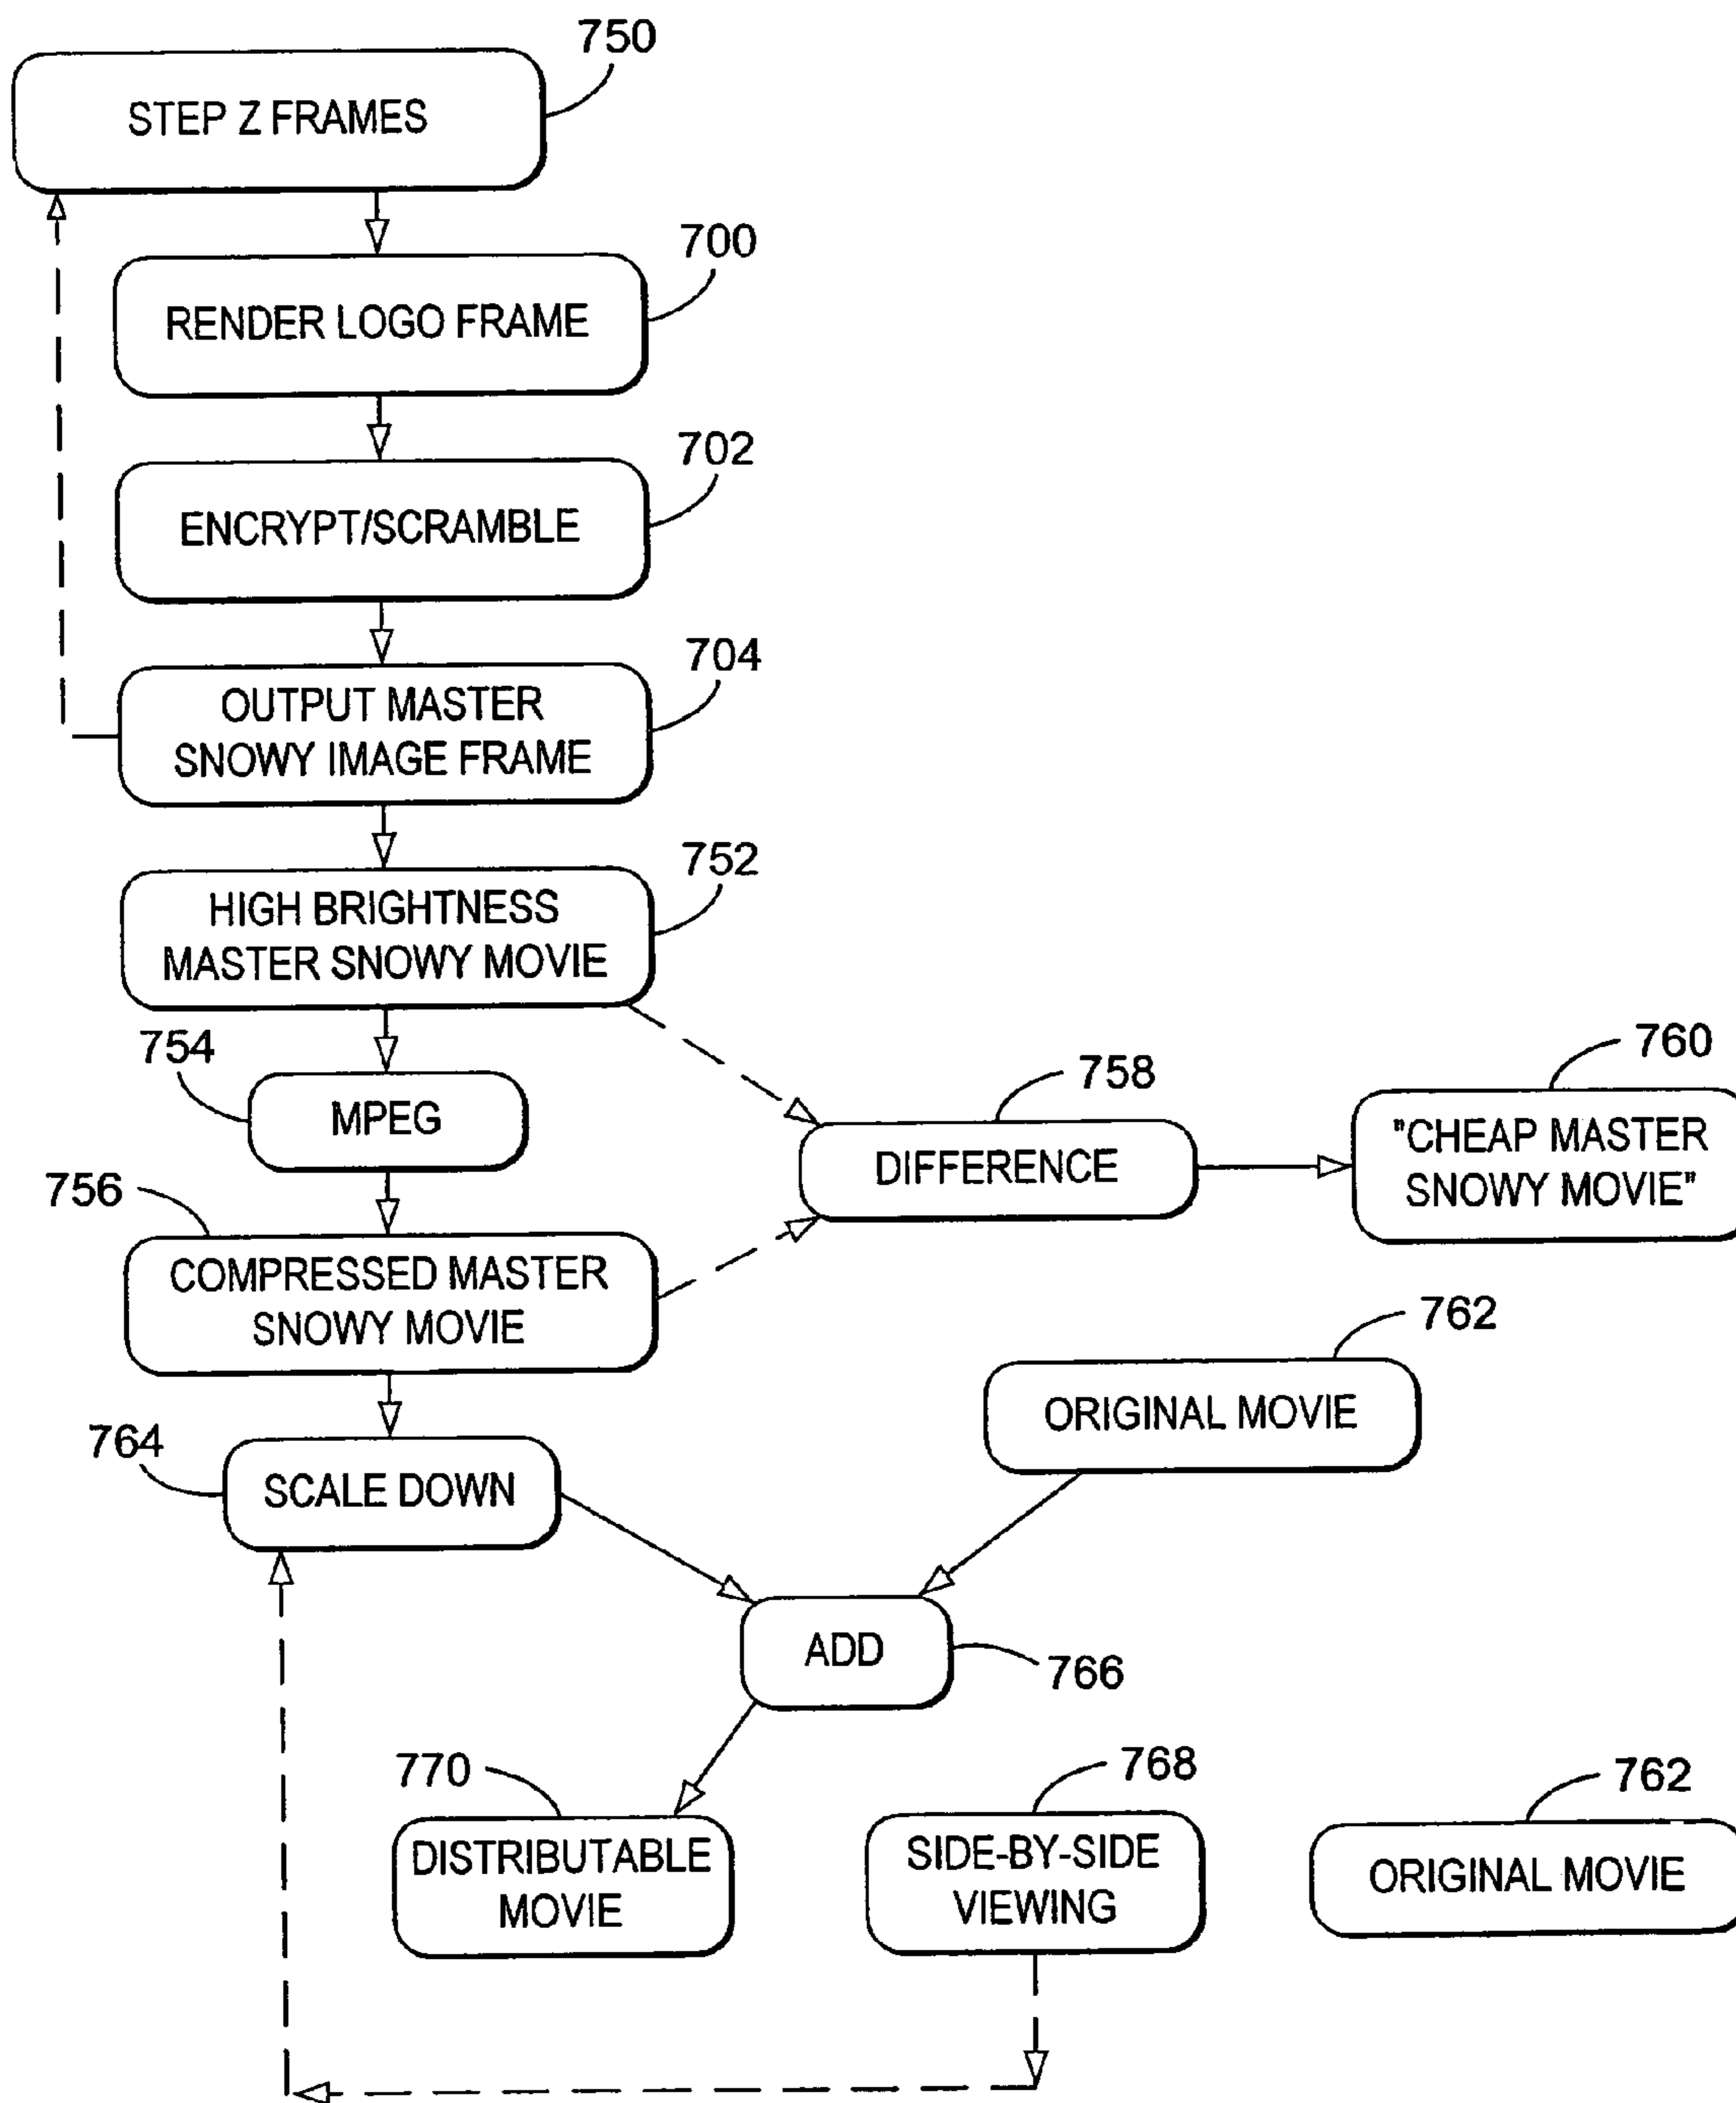 750
STEP Z FRAMES
700
RENDER LOGO FRAME
702
ENCRYPT/SCRAMBLE
704
OUTPUT MASTER
SNOWY IMAGE FRAME
752
HIGH BRIGHTNESS
MASTER SNOWY MOVIE
754
MPEG
758
DIFFERENCE
760
"CHEAP MASTER
SNOWY MOVIE"
756
COMPRESSED MASTER
SNOWY MOVIE
762
ORIGINAL MOVIE
764
SCALE DOWN
ADD
766
770
DISTRIBUTABLE
MOVIE
768
SIDE-BY-SIDE
VIEWING
762
ORIGINAL MOVIE